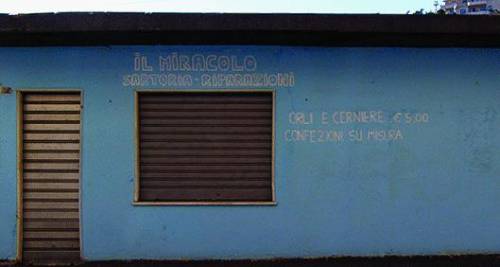 iL MiRACOLO
SARTORIA - RIPARAZIONI
ORLI E CERNIERE € 5,00
CONFEZIONI SU MISURA